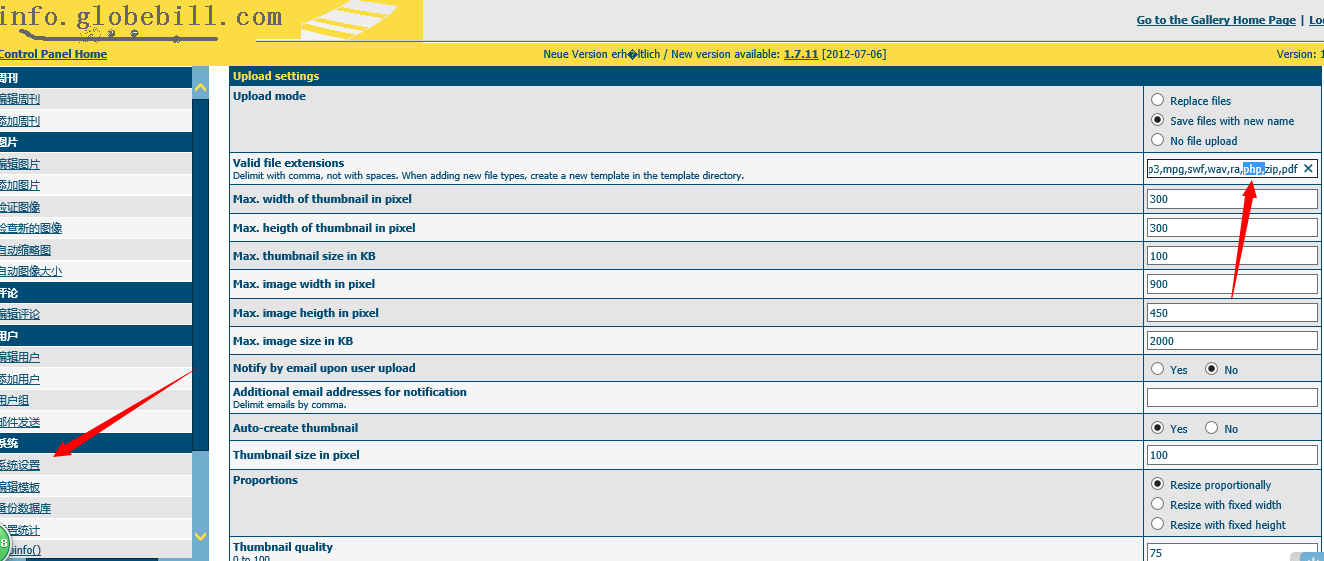 info.globebill.com
Go to the Gallery Home Page | Lo
Control Panel Home
Neue Version erh�ltlich / New version available: 1.7.11 [2012-07-06]
Version: 1
周刊
编辑周刊
添加周刊
图片
编辑图片
添加图片
验证图像
检查新的图像
自动缩略图
自动图像大小
评论
编辑评论
用户
编辑用户
添加用户
用户组
邮件发送
系统
系统设置
编辑模板
备份数据库
设置统计
pinfo()
Upload settings
Upload mode
Replace files
Save files with new name
No file upload
Valid file extensions
Delimit with comma, not with spaces. When adding new file types, create a new template in the template directory.
p3,mpg,swf,wav,ra,php,zip,pdf
Max. width of thumbnail in pixel
300
Max. heigth of thumbnail in pixel
300
Max. thumbnail size in KB
100
Max. image width in pixel
900
Max. image heigth in pixel
450
Max. image size in KB
2000
Notify by email upon user upload
Yes No
Additional email addresses for notification
Delimit emails by comma.
Auto-create thumbnail
Yes No
Thumbnail size in pixel
100
Proportions
Resize proportionally
Resize with fixed width
Resize with fixed height
Thumbnail quality
0 to 100
75